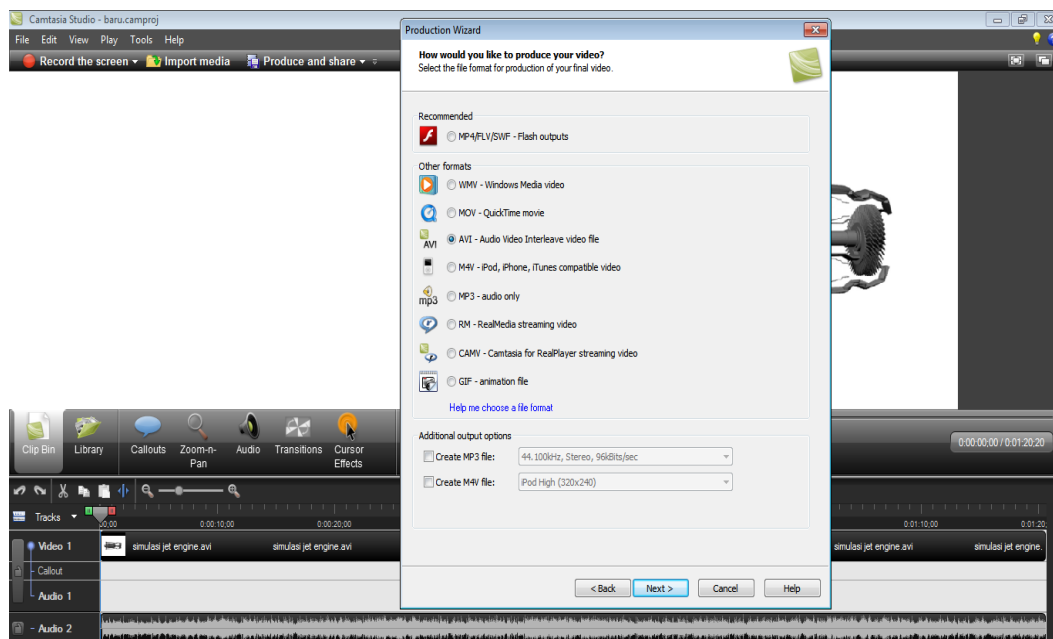 Camtasia Studio - baru.camproj
File Edit View Play Tools Help
Record the screen Import media Produce and share
Production Wizard
How would you like to produce your video?
Select the file format for production of your final video.
Recommended
MP4/FLV/SWF - Flash outputs
Other formats
WMV - Windows Media video
MOV - QuickTime movie
AVI
AVI - Audio Video Interleave video file
M4V - iPod, iPhone, iTunes compatible video
mp3
MP3 - audio only
RM - RealMedia streaming video
CAMV - Camtasia for RealPlayer streaming video
GIF - animation file
Help me choose a file format
Additional output options
Create MP3 file: 44.100kHz, Stereo, 96kBits/sec
Create M4V file: iPod High (320x240)
< Back Next > Cancel Help
Clip Bin Library Callouts Zoom-n-Pan Audio Transitions Cursor Effects
0:00:00;00 / 0:01:20;20
Tracks
00;00 0:00:10;00 0:00:20;00 0:01:10;00 0:01:20;
Video 1 simulasi jet engine.avi simulasi jet engine.avi simulasi jet engine.avi simulasi jet engine.
Callout
Audio 1
Audio 2